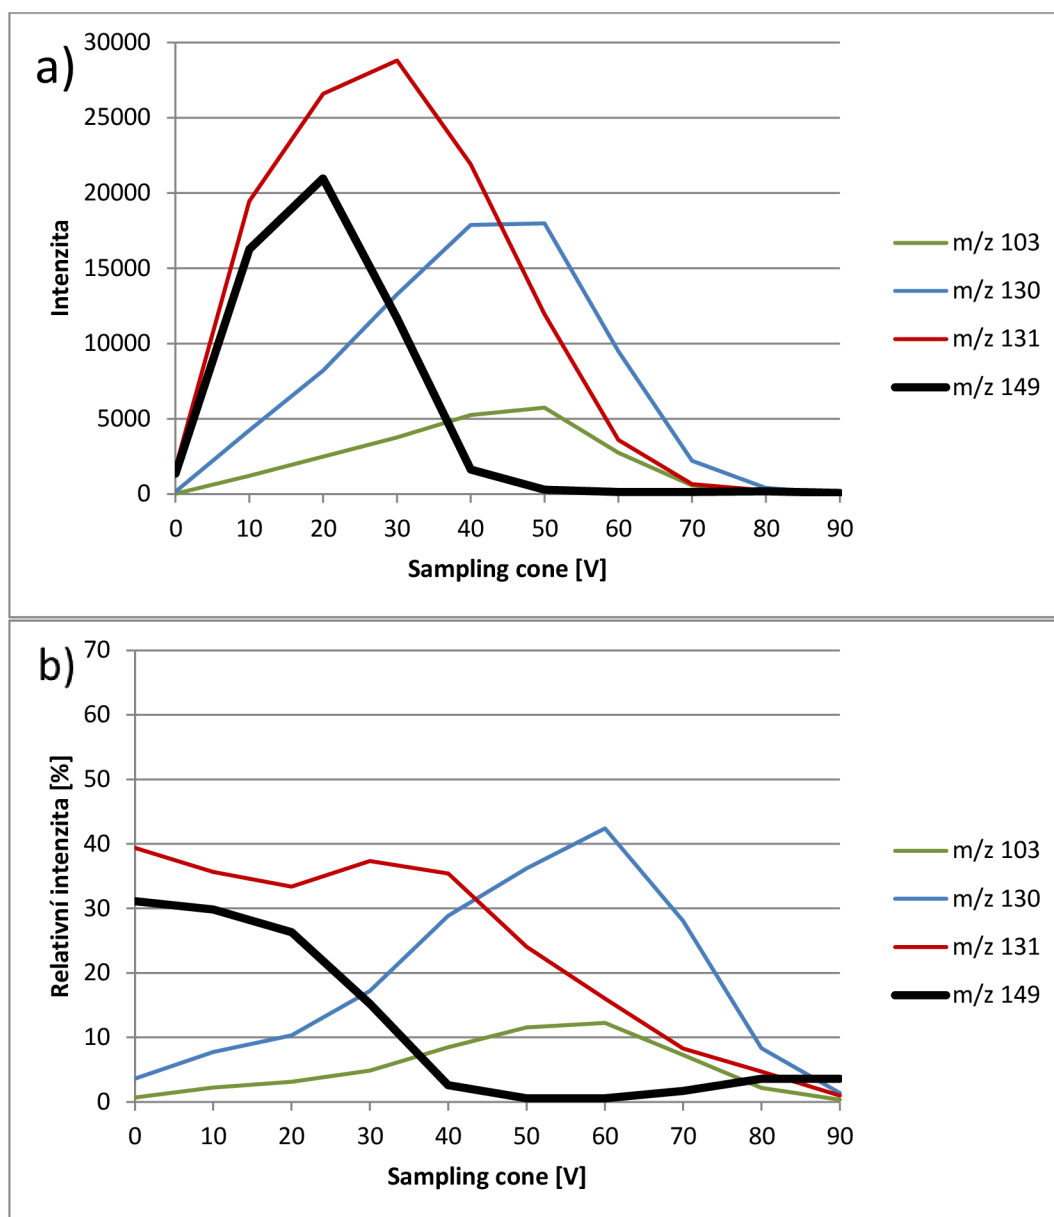 a)
30000
25000
20000
15000
10000
5000
0
Intenzita
0 10 20 30 40 50 60 70 80 90
Sampling cone [V]
m/z 103
m/z 130
m/z 131
m/z 149
b)
70
60
50
40
30
20
10
0
Relativní intenzita [%]
0 10 20 30 40 50 60 70 80 90
Sampling cone [V]
m/z 103
m/z 130
m/z 131
m/z 149